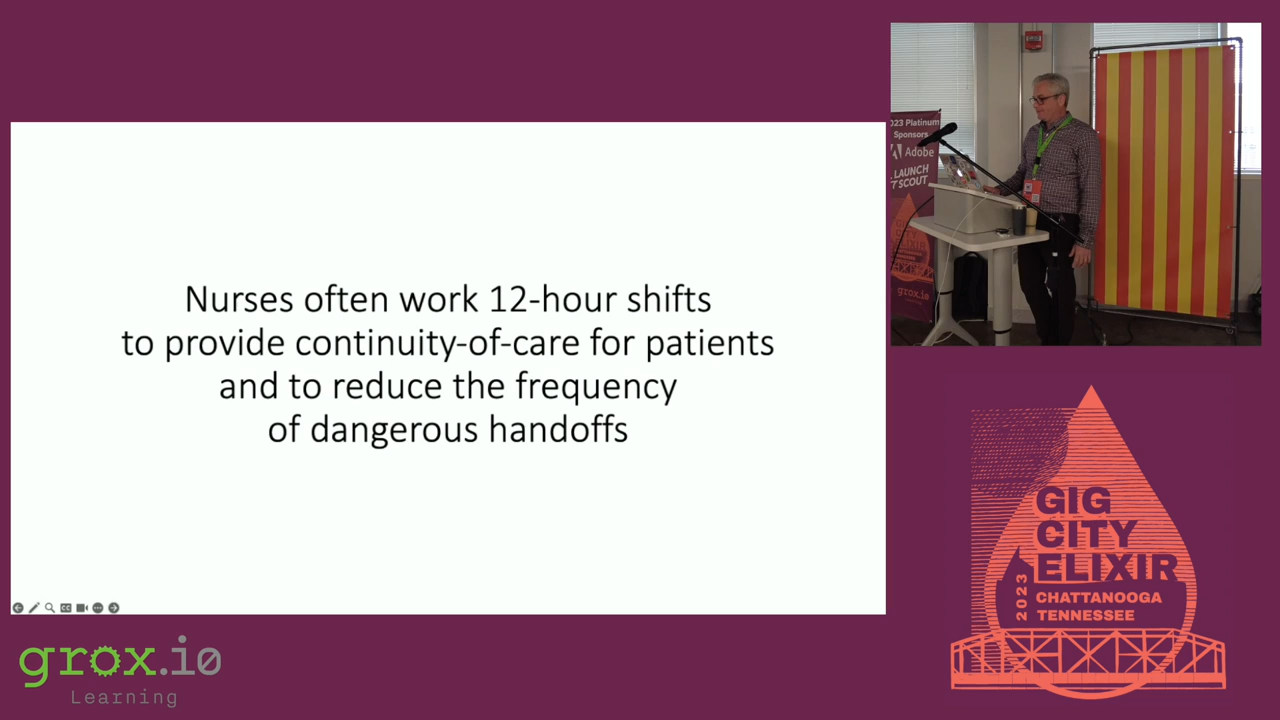 Nurses often work 12-hour shifts
to provide continuity-of-care for patients
and to reduce the frequency
of dangerous handoffs
2023 Platinum
Sponsors
Adobe
LAUNCH
SCOUT
ELIXIR
grox.io
GIG
CITY
ELIXIR
2023
CHATTANOOGA
TENNESSEE
grox.io
Learning